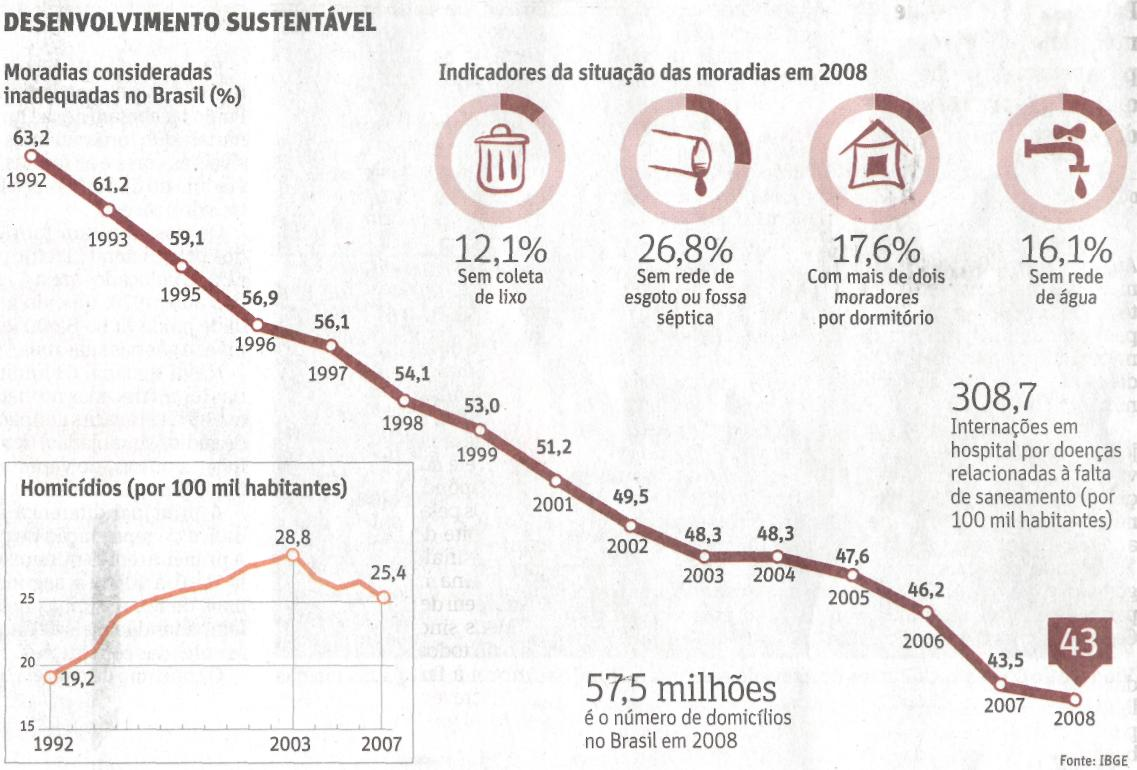 DESENVOLVIMENTO SUSTENTÁVEL
Moradias consideradas
inadequadas no Brasil (%)
63,2
1992
61,2
1993
59,1
1995
56,9
1996
56,1
1997
54,1
1998
53,0
1999
51,2
2001
49,5
2002
48,3
2003
48,3
2004
47,6
2005
46,2
2006
43,5
2007
43
2008
Indicadores da situação das moradias em 2008
12,1%
Sem coleta
de lixo
26,8%
Sem rede de
esgoto ou fossa
séptica
17,6%
Com mais de dois
moradores
por dormitório
16,1%
Sem rede
de água
308,7
Internações em
hospital por doenças
relacionadas à falta
de saneamento (por
100 mil habitantes)
Homicídios (por 100 mil habitantes)
28,8
25,4
25
20
19,2
15
1992
2003
2007
57,5 milhões
é o número de domicílios
no Brasil em 2008
Fonte: IBGE